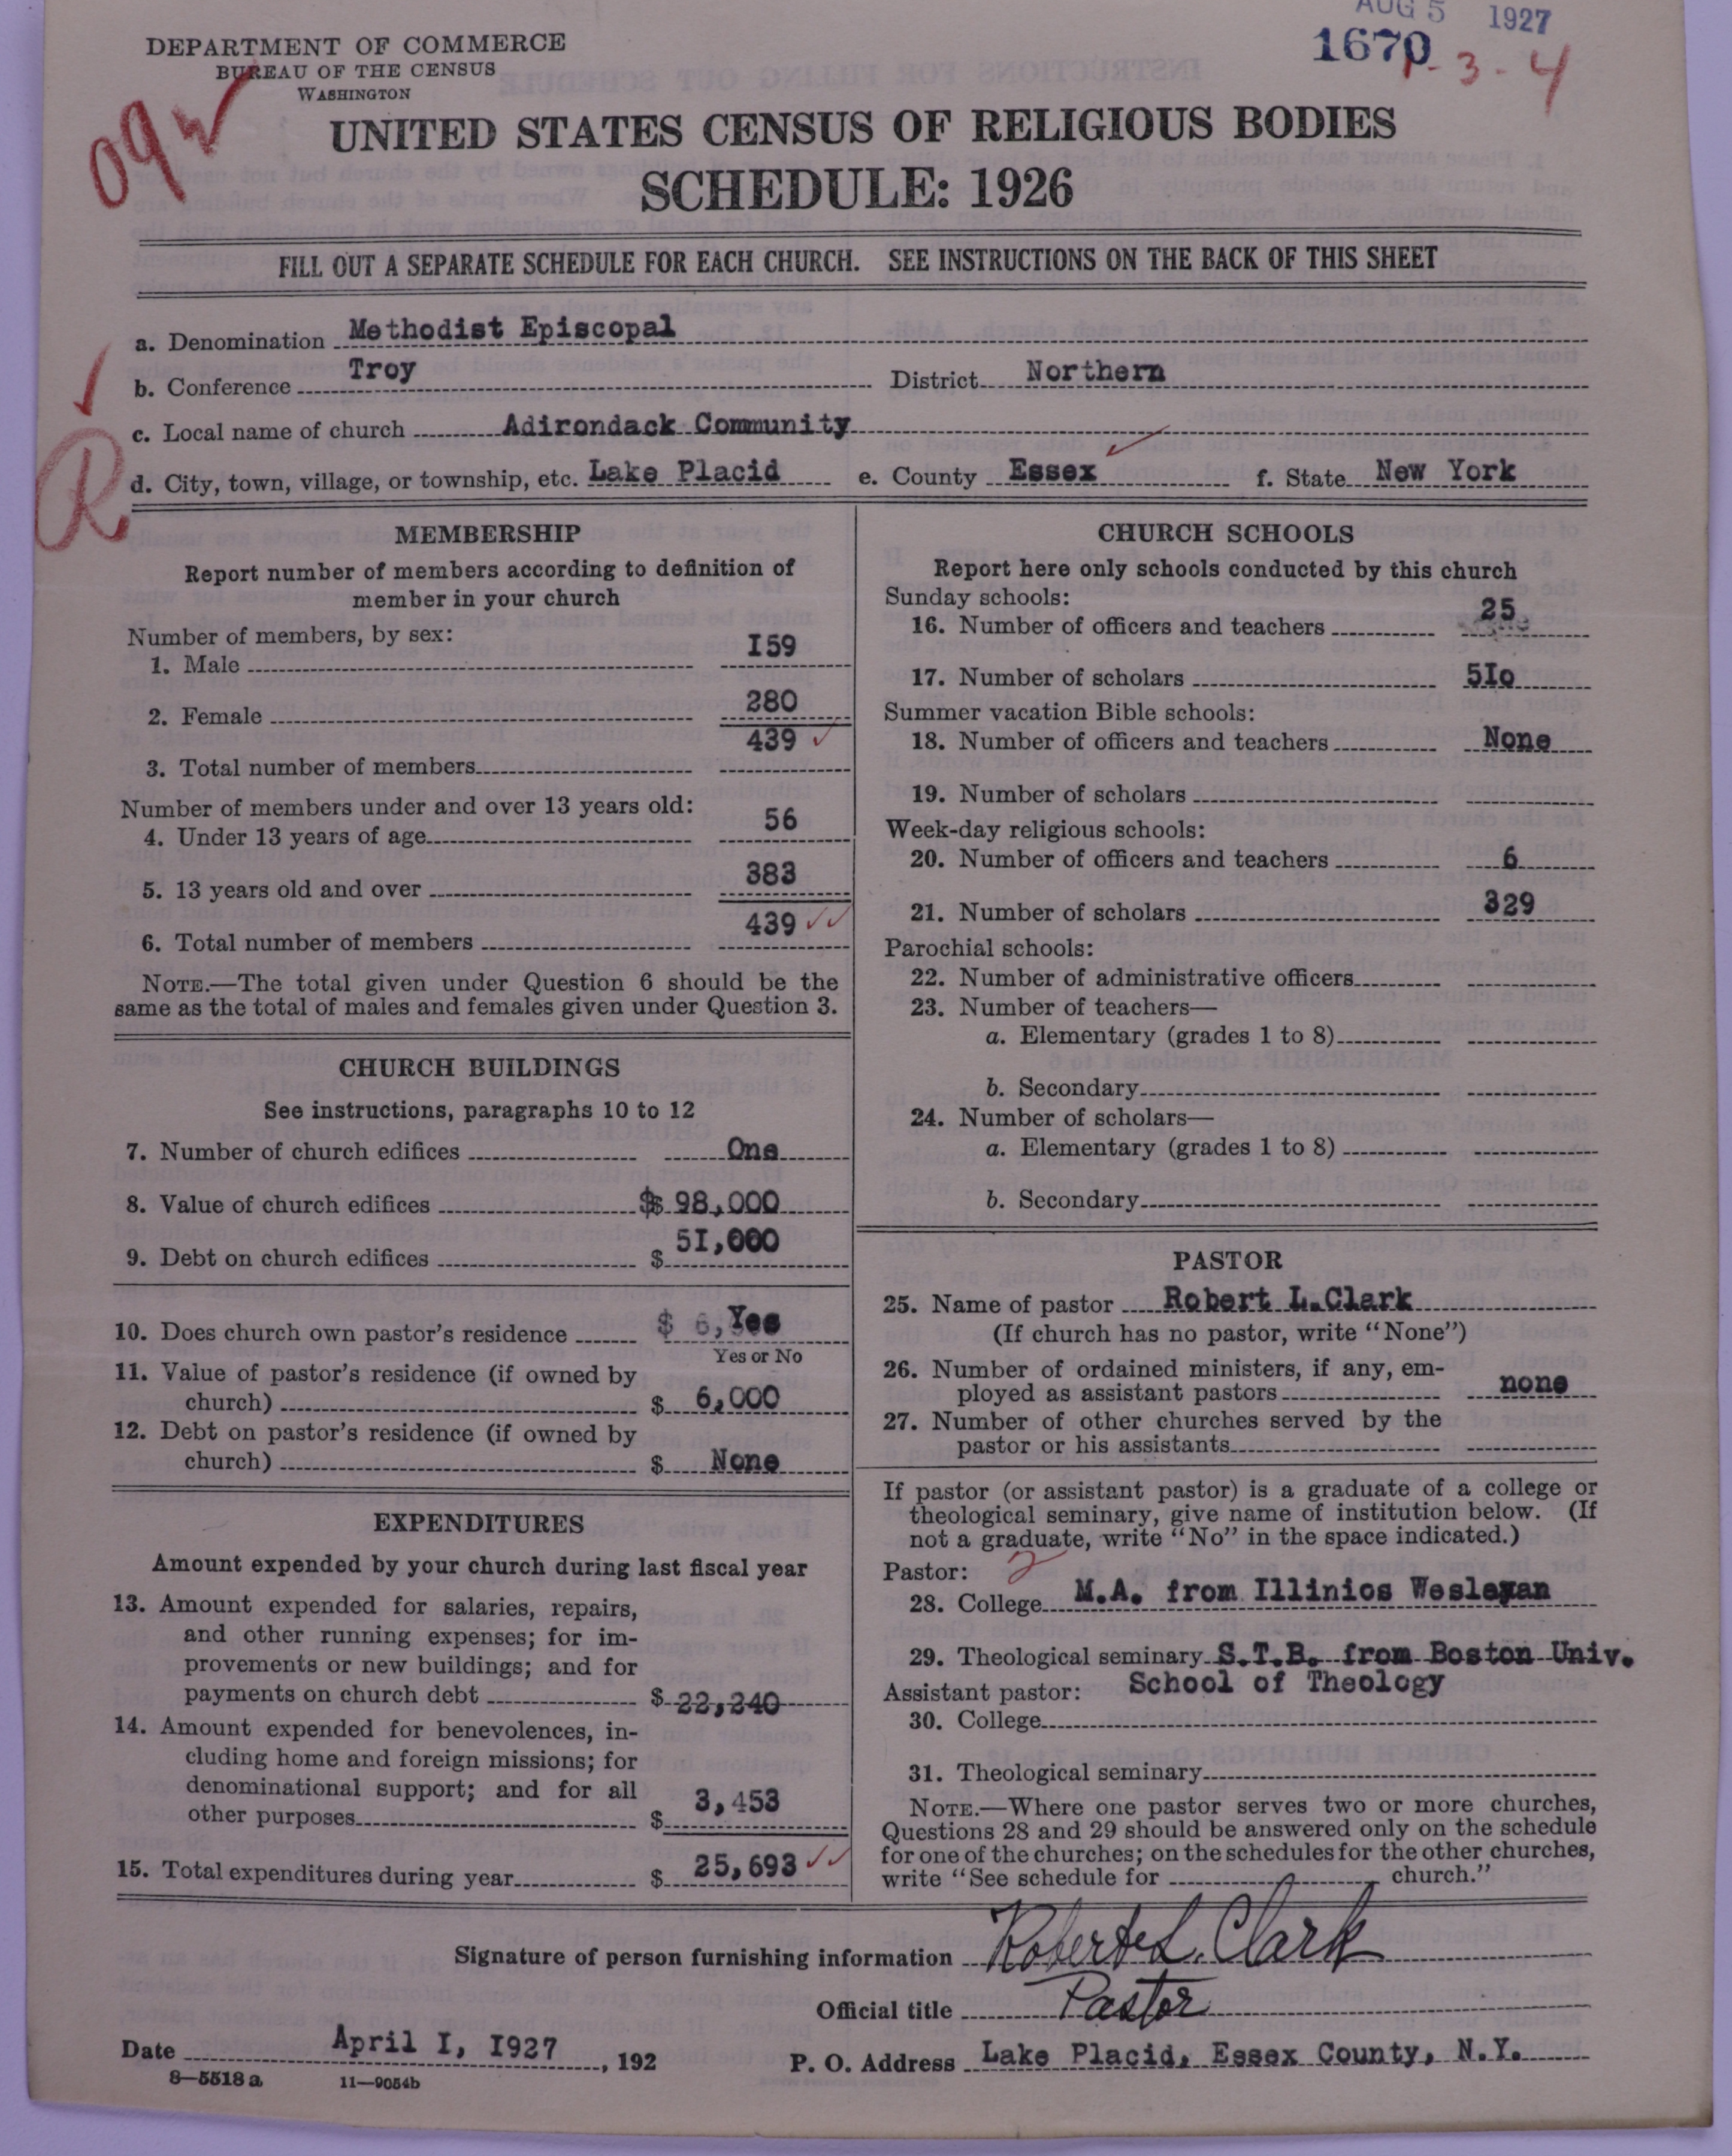 AUG 5 1927
1670
1-3-4
DEPARTMENT OF COMMERCE
BUREAU OF THE CENSUS
WASHINGTON
UNITED STATES CENSUS OF RELIGIOUS BODIES
SCHEDULE: 1926
FILL OUT A SEPARATE SCHEDULE FOR EACH CHURCH. SEE INSTRUCTIONS ON THE BACK OF THIS SHEET
a. Denomination Methodist Episcopal
b. Conference Troy District Northern
c. Local name of church Adirondack Community
R
d. City, town, village, or township, etc. Lake Placid e. County Essex f. State New York
MEMBERSHIP
Report number of members according to definition of
member in your church
Number of members, by sex:
1. Male I59
2. Female 280
3. Total number of members 439
Number of members under and over 13 years old:
4. Under 13 years of age 56
5. 13 years old and over 383
6. Total number of members 439
NOTE.—The total given under Question 6 should be the
same as the total of males and females given under Question 3.
CHURCH BUILDINGS
See instructions, paragraphs 10 to 12
7. Number of church edifices One
8. Value of church edifices $ 98,000
9. Debt on church edifices $ 5I,000
10. Does church own pastor's residence $ 6, Yes
Yes or No
11. Value of pastor's residence (if owned by
church) $ 6,000
12. Debt on pastor's residence (if owned by
church) $ None
EXPENDITURES
Amount expended by your church during last fiscal year
13. Amount expended for salaries, repairs,
and other running expenses; for im-
provements or new buildings; and for
payments on church debt $ 22,240
14. Amount expended for benevolences, in-
cluding home and foreign missions; for
denominational support; and for all
other purposes $ 3,453
15. Total expenditures during year $ 25,693
CHURCH SCHOOLS
Report here only schools conducted by this church
Sunday schools:
16. Number of officers and teachers 25
17. Number of scholars 5Io
Summer vacation Bible schools:
18. Number of officers and teachers None
19. Number of scholars
Week-day religious schools:
20. Number of officers and teachers 6
21. Number of scholars 329
Parochial schools:
22. Number of administrative officers
23. Number of teachers—
a. Elementary (grades 1 to 8)
b. Secondary
24. Number of scholars—
a. Elementary (grades 1 to 8)
b. Secondary
PASTOR
25. Name of pastor Robert L.Clark
(If church has no pastor, write "None")
26. Number of ordained ministers, if any, em-
ployed as assistant pastors none
27. Number of other churches served by the
pastor or his assistants
If pastor (or assistant pastor) is a graduate of a college or
theological seminary, give name of institution below. (If
not a graduate, write "No" in the space indicated.)
Pastor: 2
28. College M.A. from Illinios Wesleyan
29. Theological seminary S.T.B. from Boston Univ.
School of Theology
Assistant pastor:
30. College
31. Theological seminary
NOTE.—Where one pastor serves two or more churches,
Questions 28 and 29 should be answered only on the schedule
for one of the churches; on the schedules for the other churches,
write "See schedule for church."
Signature of person furnishing information Robert L. Clark
Official title Pastor
Date April I, I927, 192 P. O. Address Lake Placid, Essex County, N.Y.
8—5518 a 11—9054b